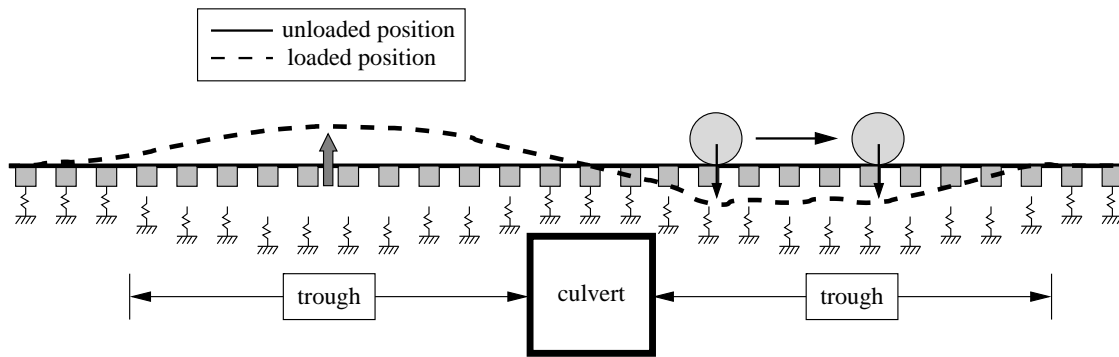 unloaded position
loaded position
trough
culvert
trough